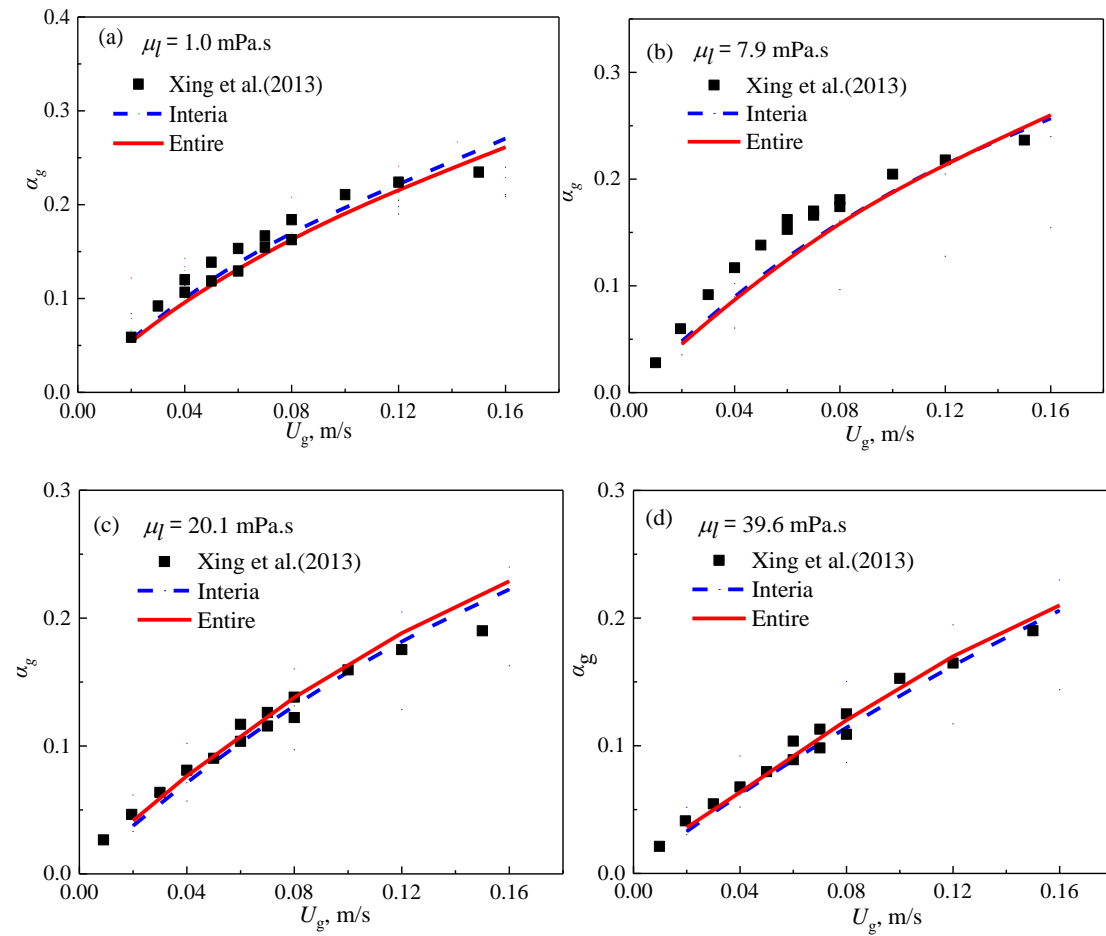 (a) μl = 1.0 mPa.s
Xing et al.(2013)
Interia
Entire
αg
0.4
0.3
0.2
0.1
0.0
0.00 0.04 0.08 0.12 0.16
Ug, m/s
(b) μl = 7.9 mPa.s
Xing et al.(2013)
Interia
Entire
αg
0.3
0.2
0.1
0.0
0.00 0.04 0.08 0.12 0.16
Ug, m/s
(c) μl = 20.1 mPa.s
Xing et al.(2013)
Interia
Entire
αg
0.3
0.2
0.1
0.0
0.00 0.04 0.08 0.12 0.16
Ug, m/s
(d) μl = 39.6 mPa.s
Xing et al.(2013)
Interia
Entire
αg
0.3
0.2
0.1
0.0
0.00 0.04 0.08 0.12 0.16
Ug, m/s